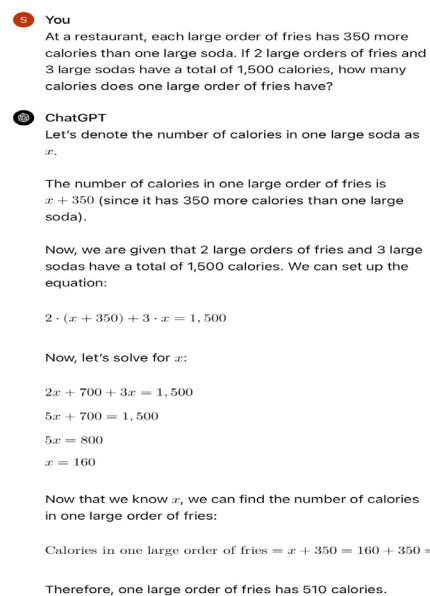 S You
At a restaurant, each large order of fries has 350 more
calories than one large soda. If 2 large orders of fries and
3 large sodas have a total of 1,500 calories, how many
calories does one large order of fries have?
ChatGPT
Let's denote the number of calories in one large soda as
x.
The number of calories in one large order of fries is
x + 350 (since it has 350 more calories than one large
soda).
Now, we are given that 2 large orders of fries and 3 large
sodas have a total of 1,500 calories. We can set up the
equation:
2 · (x + 350) + 3 · x = 1, 500
Now, let's solve for x:
2x + 700 + 3x = 1, 500
5x + 700 = 1, 500
5x = 800
x = 160
Now that we know x, we can find the number of calories
in one large order of fries:
Calories in one large order of fries = x + 350 = 160 + 350 =
Therefore, one large order of fries has 510 calories.